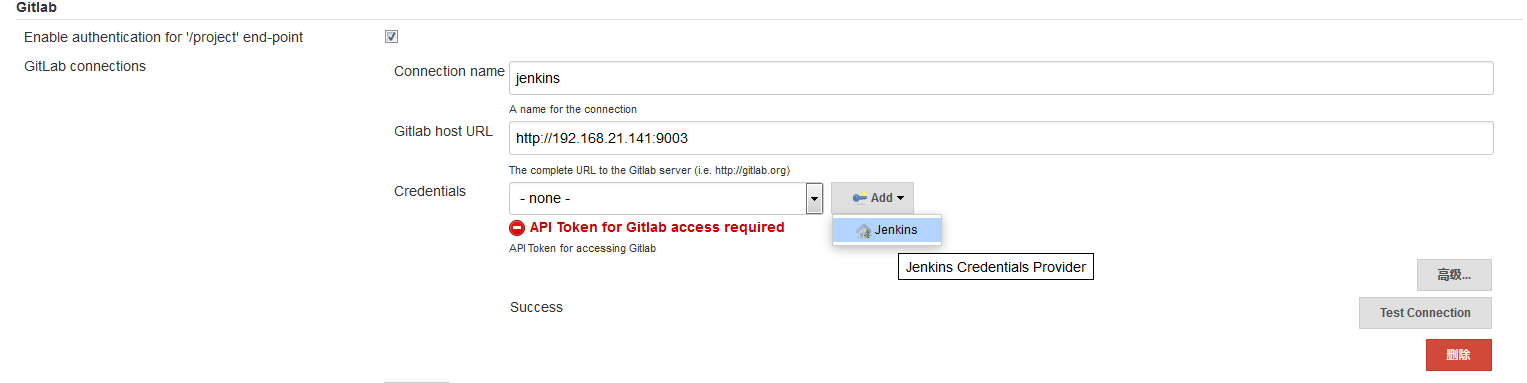 Gitlab
Enable authentication for '/project' end-point
GitLab connections
Connection name
jenkins
A name for the connection
Gitlab host URL
http://192.168.21.141:9003
The complete URL to the Gitlab server (i.e. http://gitlab.org)
Credentials
- none -
Add
API Token for Gitlab access required
Jenkins
API Token for accessing Gitlab
Jenkins Credentials Provider
高级...
Success
Test Connection
删除